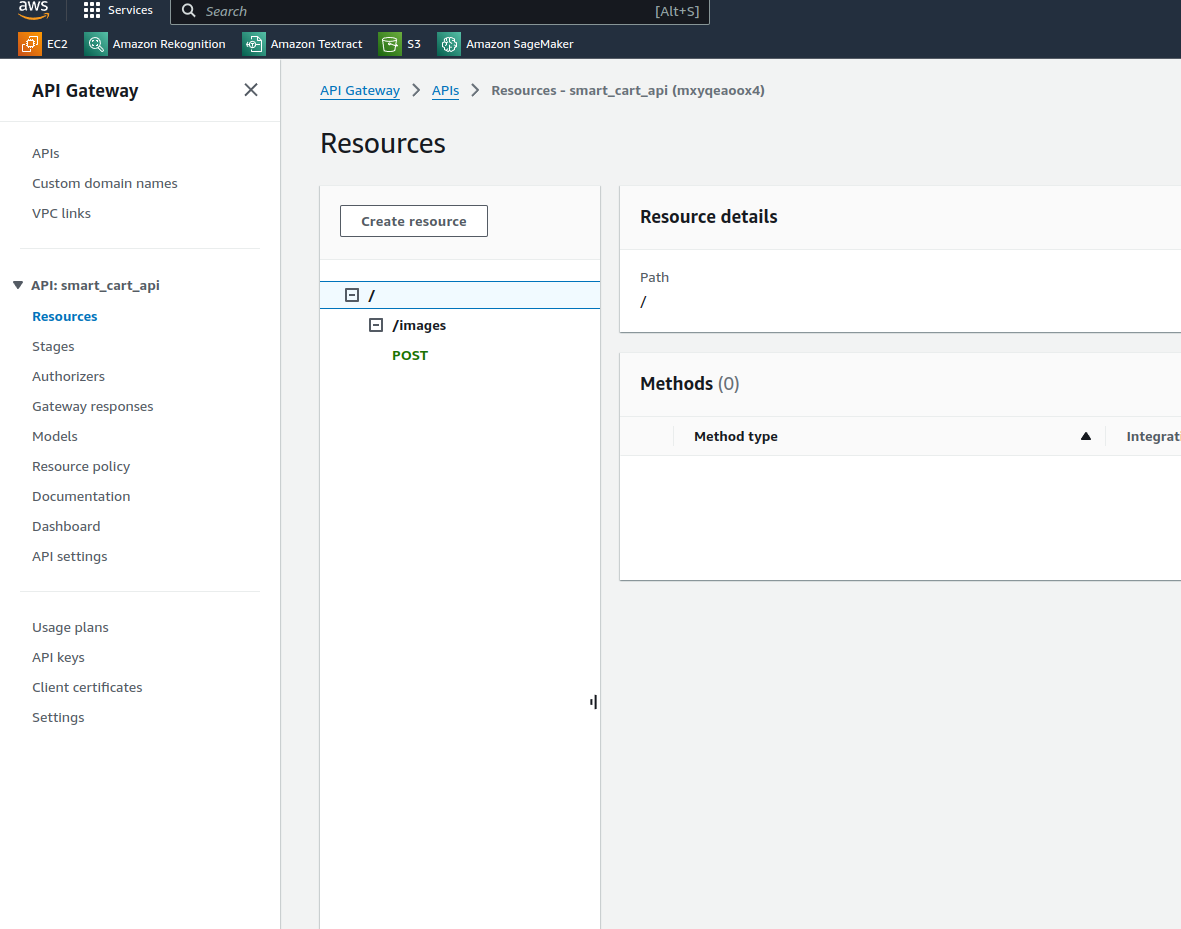 aws
Services
Search
[Alt+S]
EC2
Amazon Rekognition
Amazon Textract
S3
Amazon SageMaker
API Gateway
APIs
Custom domain names
VPC links
API: smart_cart_api
Resources
Stages
Authorizers
Gateway responses
Models
Resource policy
Documentation
Dashboard
API settings
Usage plans
API keys
Client certificates
Settings
API Gateway
APIs
Resources - smart_cart_api (mxyqeaoox4)
Resources
Create resource
/
/images
POST
Resource details
Path
/
Methods (0)
Method type
Integrat